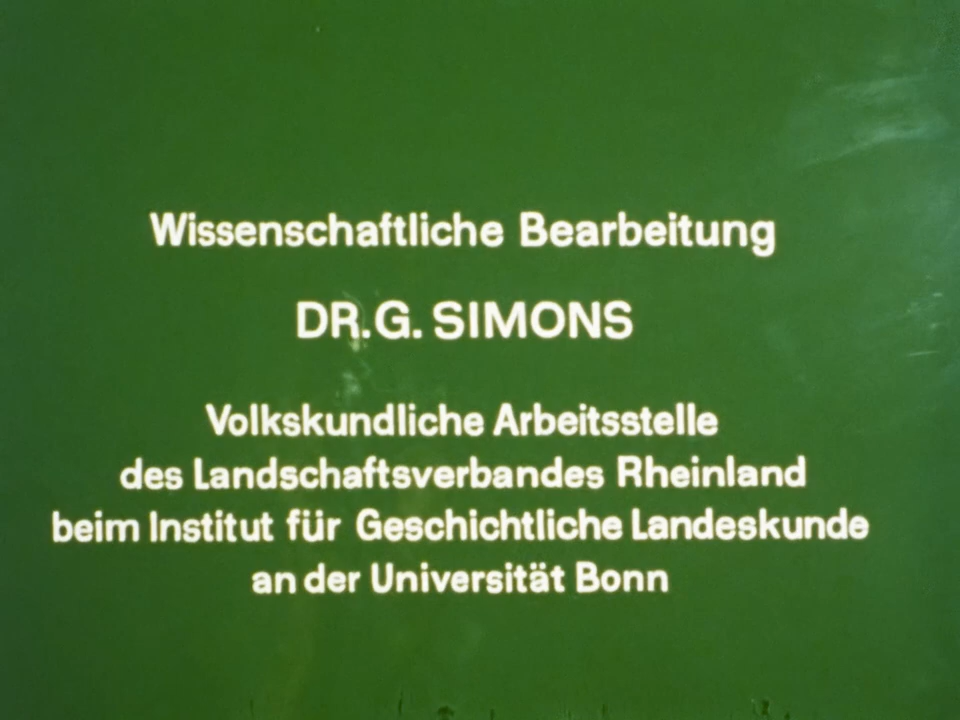 Wissenschaftliche Bearbeitung
DR.G. SIMONS
Volkskundliche Arbeitsstelle
des Landschaftsverbandes Rheinland
beim Institut für Geschichtliche Landeskunde
an der Universität Bonn